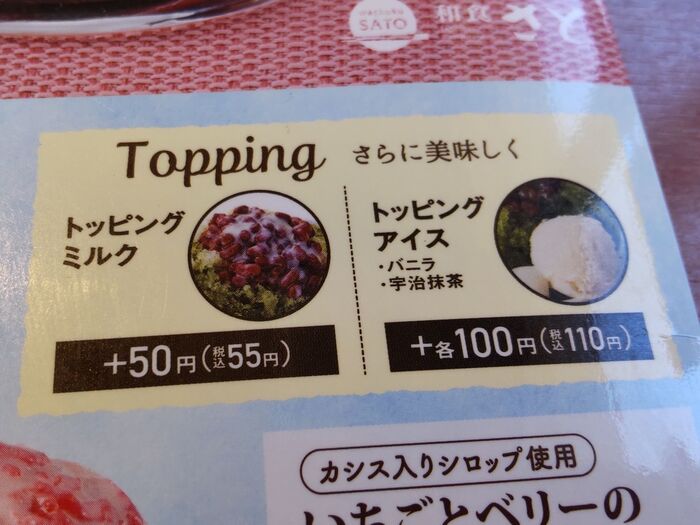 washoku
SATO
和食 さと
Topping さらに美味しく
トッピング
ミルク
+50円(税込55円)
トッピング
アイス
・バニラ
・宇治抹茶
+各100円(税込110円)
カシス入りシロップ使用
いちごとベリーの